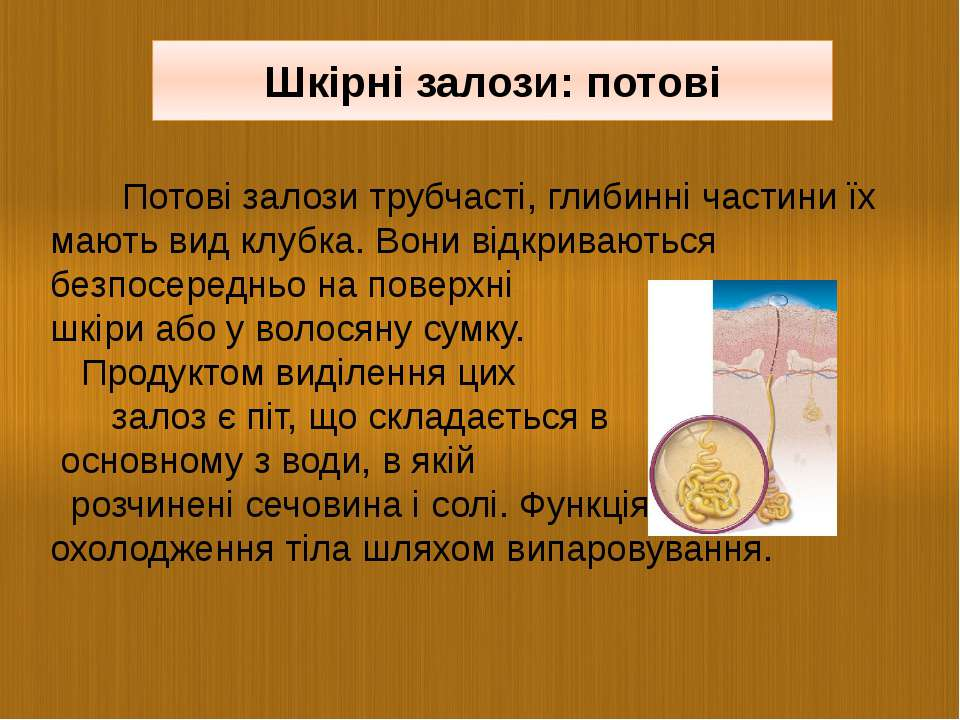 Шкірні залози: потові
Потові залози трубчасті, глибинні частини їх
мають вид клубка. Вони відкриваються
безпосередньо на поверхні
шкіри або у волосяну сумку.
Продуктом виділення цих
залоз є піт, що складається в
основному з води, в якій
розчинені сечовина і солі. Функція
охолодження тіла шляхом випаровування.